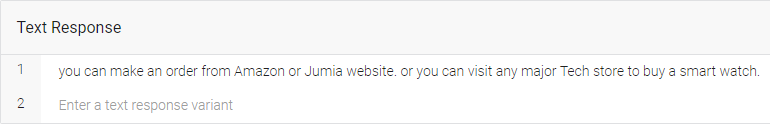 Text Response
1 you can make an order from Amazon or Jumia website. or you can visit any major Tech store to buy a smart watch.
2 Enter a text response variant